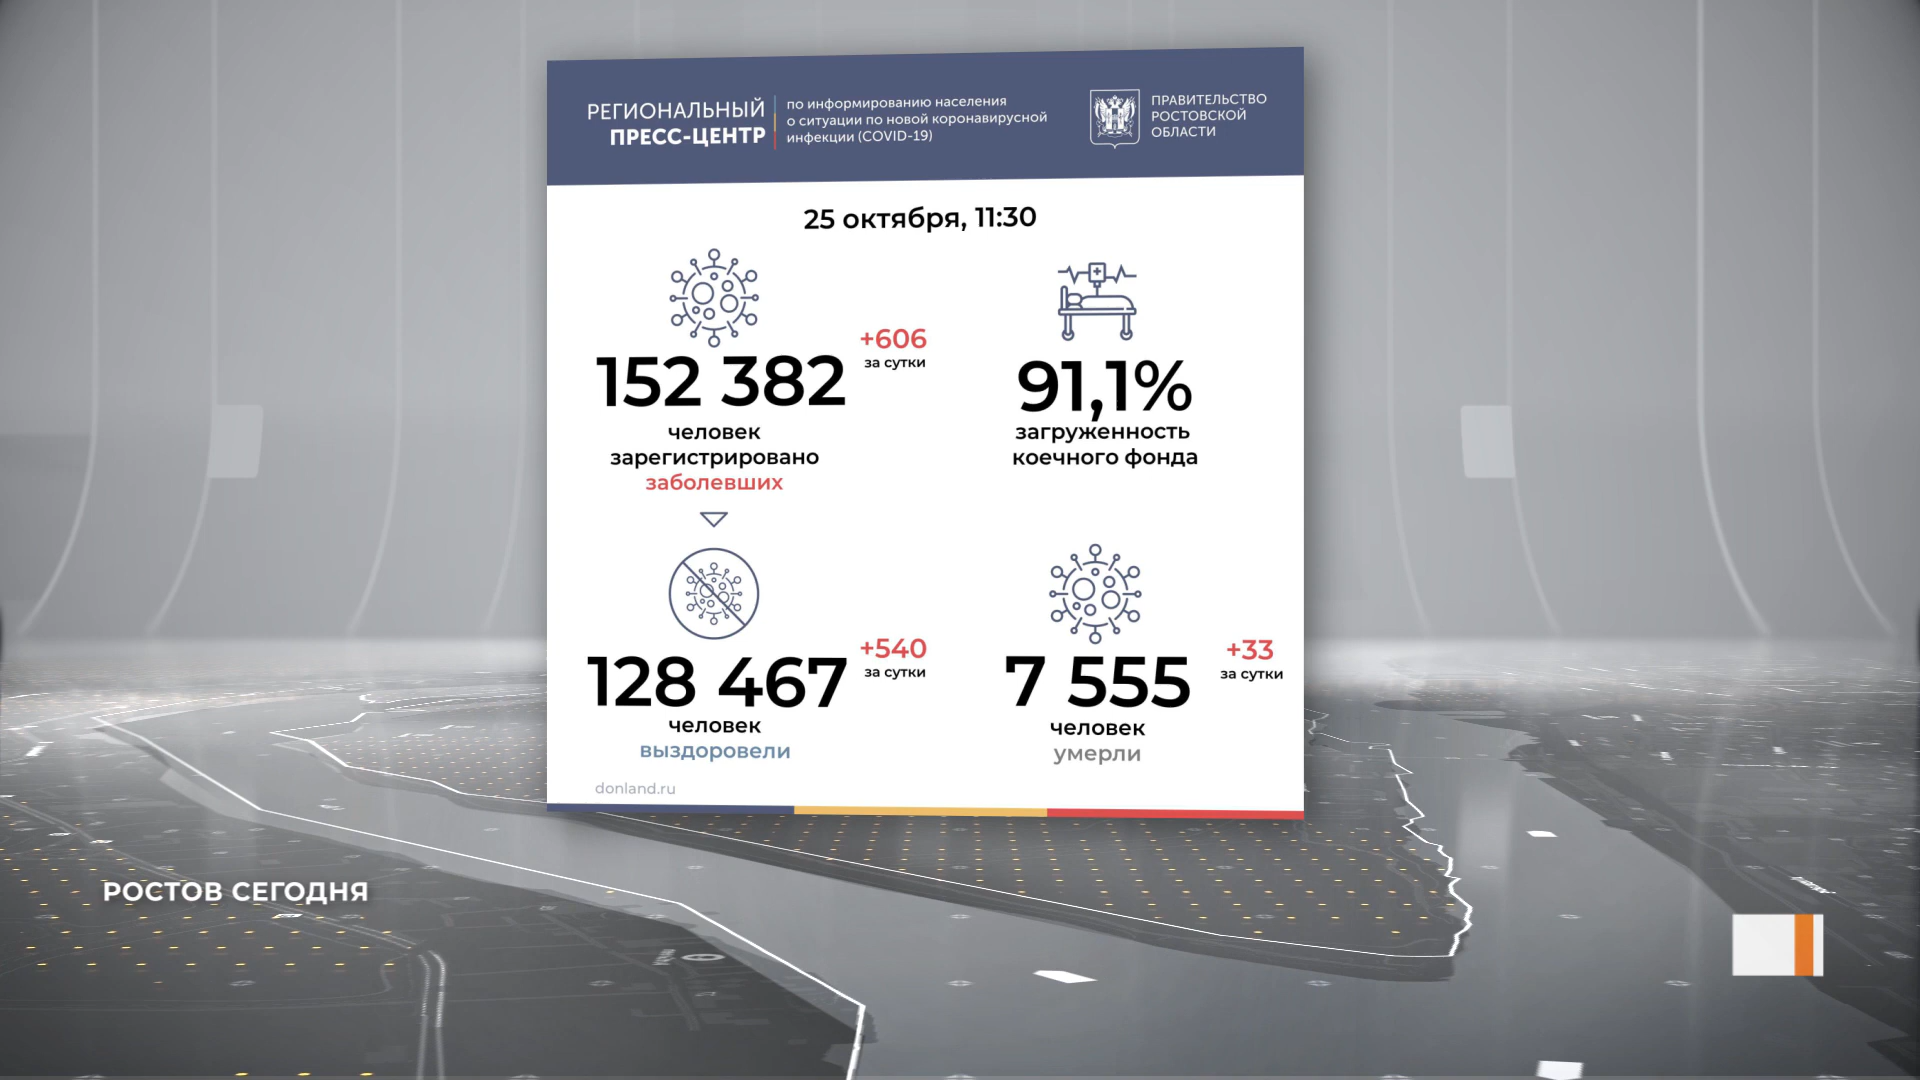 РЕГИОНАЛЬНЫЙ
ПРЕСС-ЦЕНТР
по информированию населения
о ситуации по новой коронавирусной
инфекции (COVID-19)
ПРАВИТЕЛЬСТВО
РОСТОВСКОЙ
ОБЛАСТИ
25 октября, 11:30
+606
за сутки
152 382
человек
зарегистрировано
заболевших
91,1%
загруженность
коечного фонда
+540
за сутки
128 467
человек
выздоровели
+33
за сутки
7 555
человек
умерли
donland.ru
РОСТОВ СЕГОДНЯ